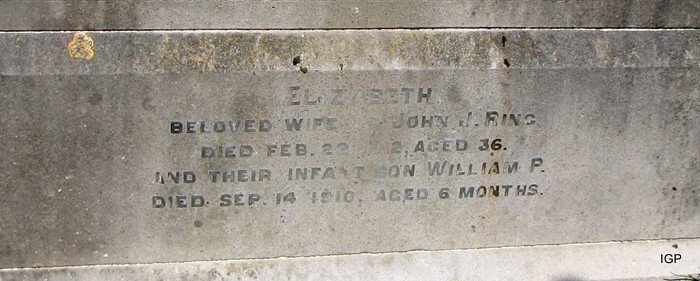 ELIZABETH
BELOVED WIFE OF JOHN J. RING
DIED FEB. 22 AGED 36.
AND THEIR INFANT SON WILLIAM P.
DIED SEP. 14 1910, AGED 6 MONTHS.
IGP